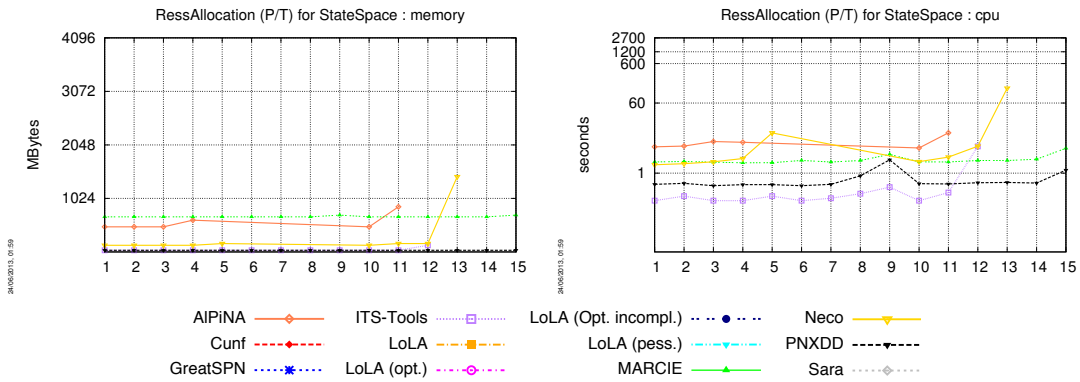 RessAllocation (P/T) for StateSpace : memory
4096
3072
2048
1024
MBytes
1 2 3 4 5 6 7 8 9 10 11 12 13 14 15
24/06/2013, 01:59
RessAllocation (P/T) for StateSpace : cpu
2700
1200
600
60
1
seconds
1 2 3 4 5 6 7 8 9 10 11 12 13 14 15
24/06/2013, 01:59
AlPiNA
Cunf
GreatSPN
ITS-Tools
LoLA
LoLA (opt.)
LoLA (Opt. incompl.)
LoLA (pess.)
MARCIE
Neco
PNXDD
Sara